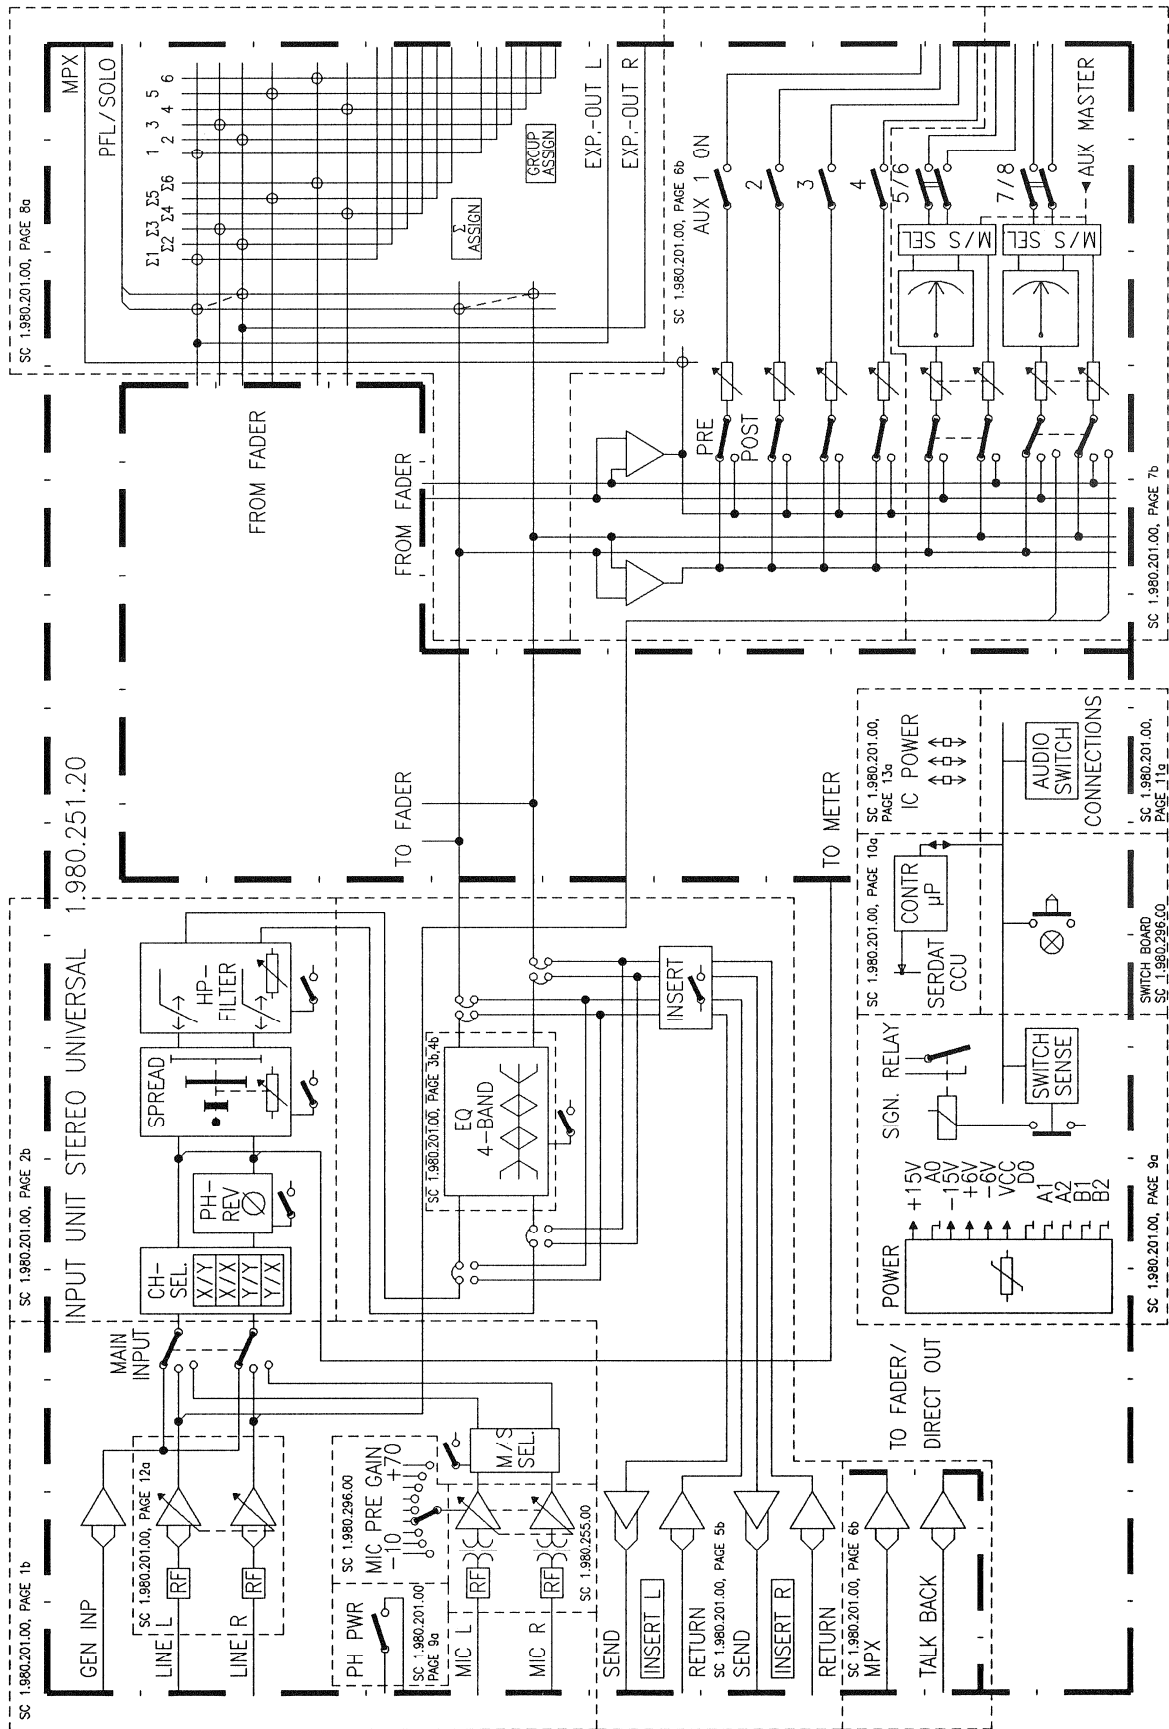 SC 1.980.201.00, PAGE 1b
SC 1.980.201.00, PAGE 2b
SC 1.980.201.00, PAGE 8a
INPUT UNIT STEREO UNIVERSAL 1.980.251.20
GEN INP
SC 1.980.201.00, PAGE 12a
LINE L
RF
LINE R
RF
MAIN
INPUT
CH-
SEL.
X/Y
X/X
Y/Y
Y/X
PH-
REV
Ø
SPREAD
HP-
FILTER
MPX
PFL/SOLO
Σ1
Σ2
Σ3
Σ4
Σ5
Σ6
1
2
3
4
5
6
FROM FADER
Σ
ASSIGN
GROUP
ASSIGN
EXP.-OUT L
EXP.-OUT R
PH PWR
SC 1.980.201.00
PAGE 9a
SC 1.980.296.00
MIC PRE GAIN
-10
+70
MIC L
RF
MIC R
RF
SC 1.980.255.00
M/S
SEL.
SC 1.980.201.00, PAGE 3b,4b
EQ
4-BAND
TO FADER
FROM FADER
SEND
INSERT L
RETURN
SC 1.980.201.00, PAGE 5b
SEND
INSERT R
RETURN
INSERT
SC 1.980.201.00, PAGE 6b
MPX
TALK BACK
TO FADER/
DIRECT OUT
TO METER
SC 1.980.201.00, PAGE 6b
PRE
POST
AUX 1 ON
2
3
4
5/6
7/8
M/S SEL
M/S SEL
AUX MASTER
SC 1.980.201.00, PAGE 7b
POWER
+15V
A0
-15V
+6V
-6V
VCC
D0
A1
A2
B1
B2
SC 1.980.201.00, PAGE 9a
SIGN. RELAY
SWITCH
SENSE
SC 1.980.201.00, PAGE 10a
SERDAT
CCU
CONTR
µP
SWITCH BOARD
SC 1.980.296.00
SC 1.980.201.00,
PAGE 13a
IC POWER
AUDIO
SWITCH
CONNECTIONS
SC 1.980.201.00,
PAGE 11a